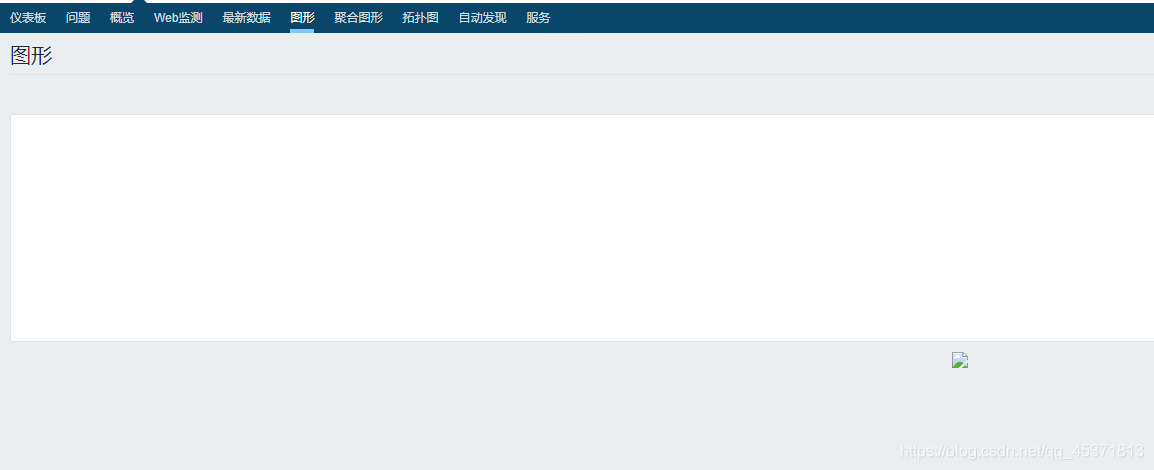 仪表板 问题 概览 Web监测 最新数据 图形 聚合图形 拓扑图 自动发现 服务
图形
https://blog.csdn.net/qq_45371813